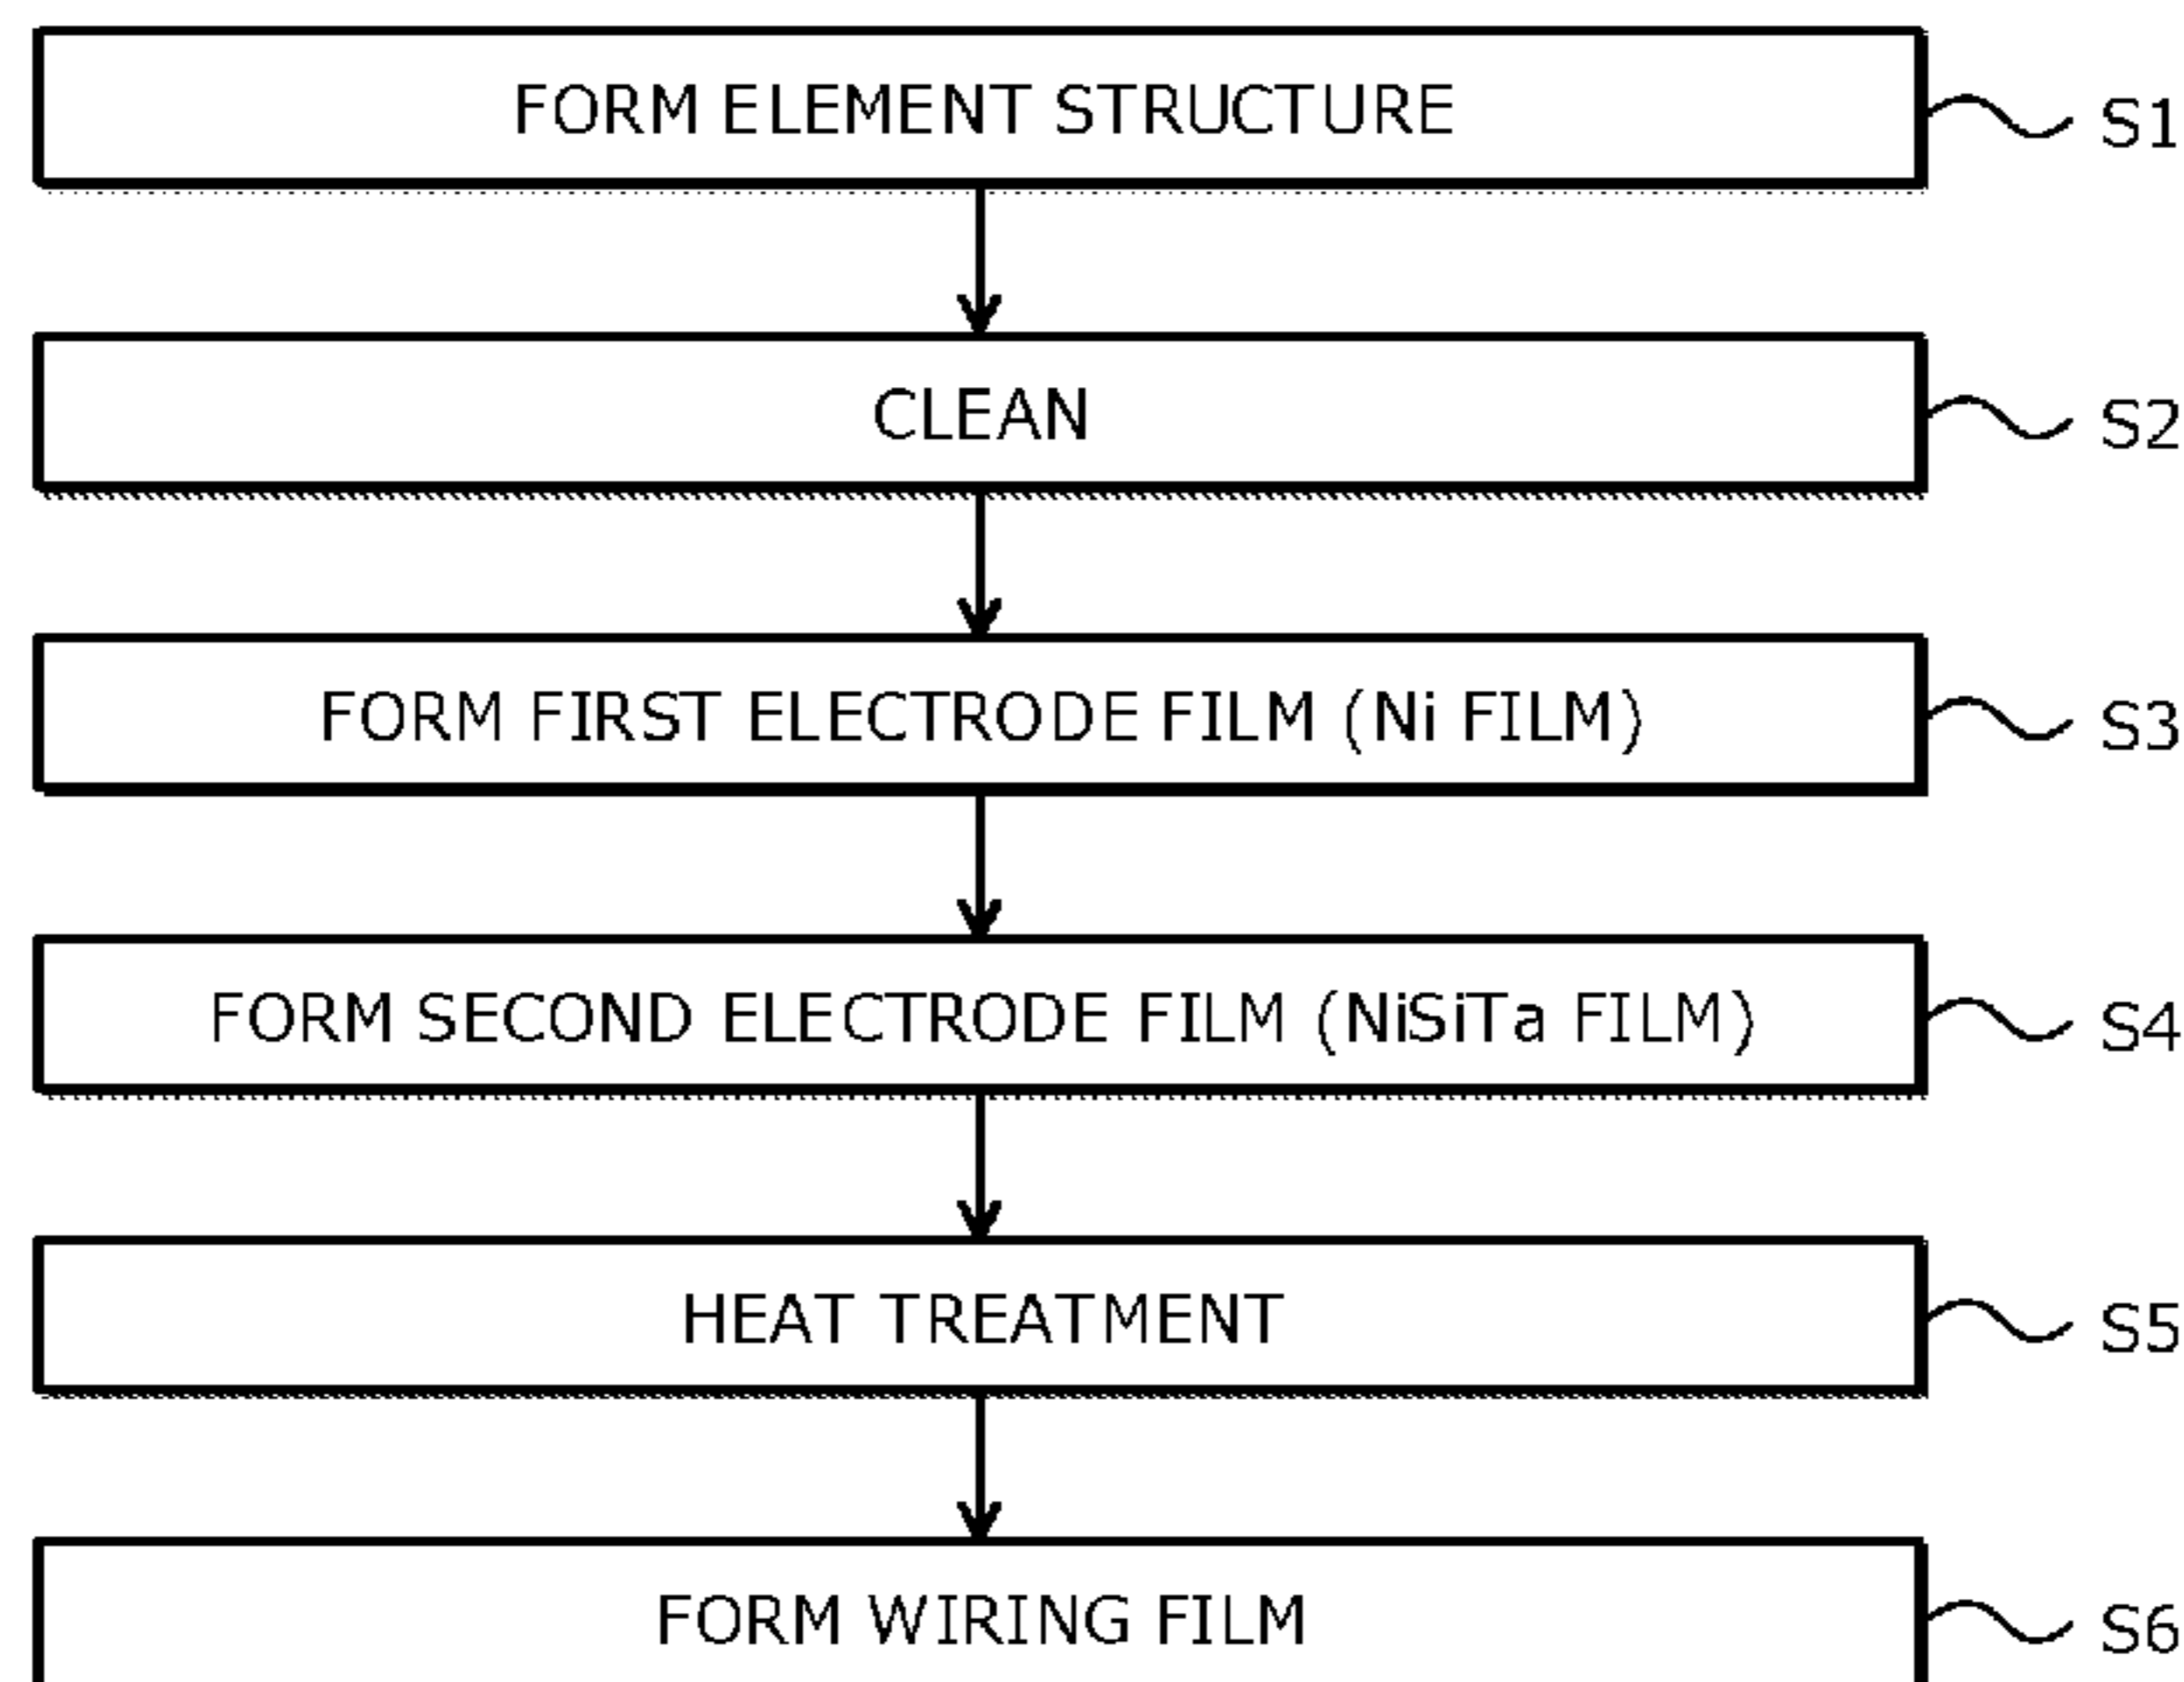 FORM ELEMENT STRUCTURE S1
CLEAN S2
FORM FIRST ELECTRODE FILM (Ni FILM) S3
FORM SECOND ELECTRODE FILM (NiSiTa FILM) S4
HEAT TREATMENT S5
FORM WIRING FILM S6